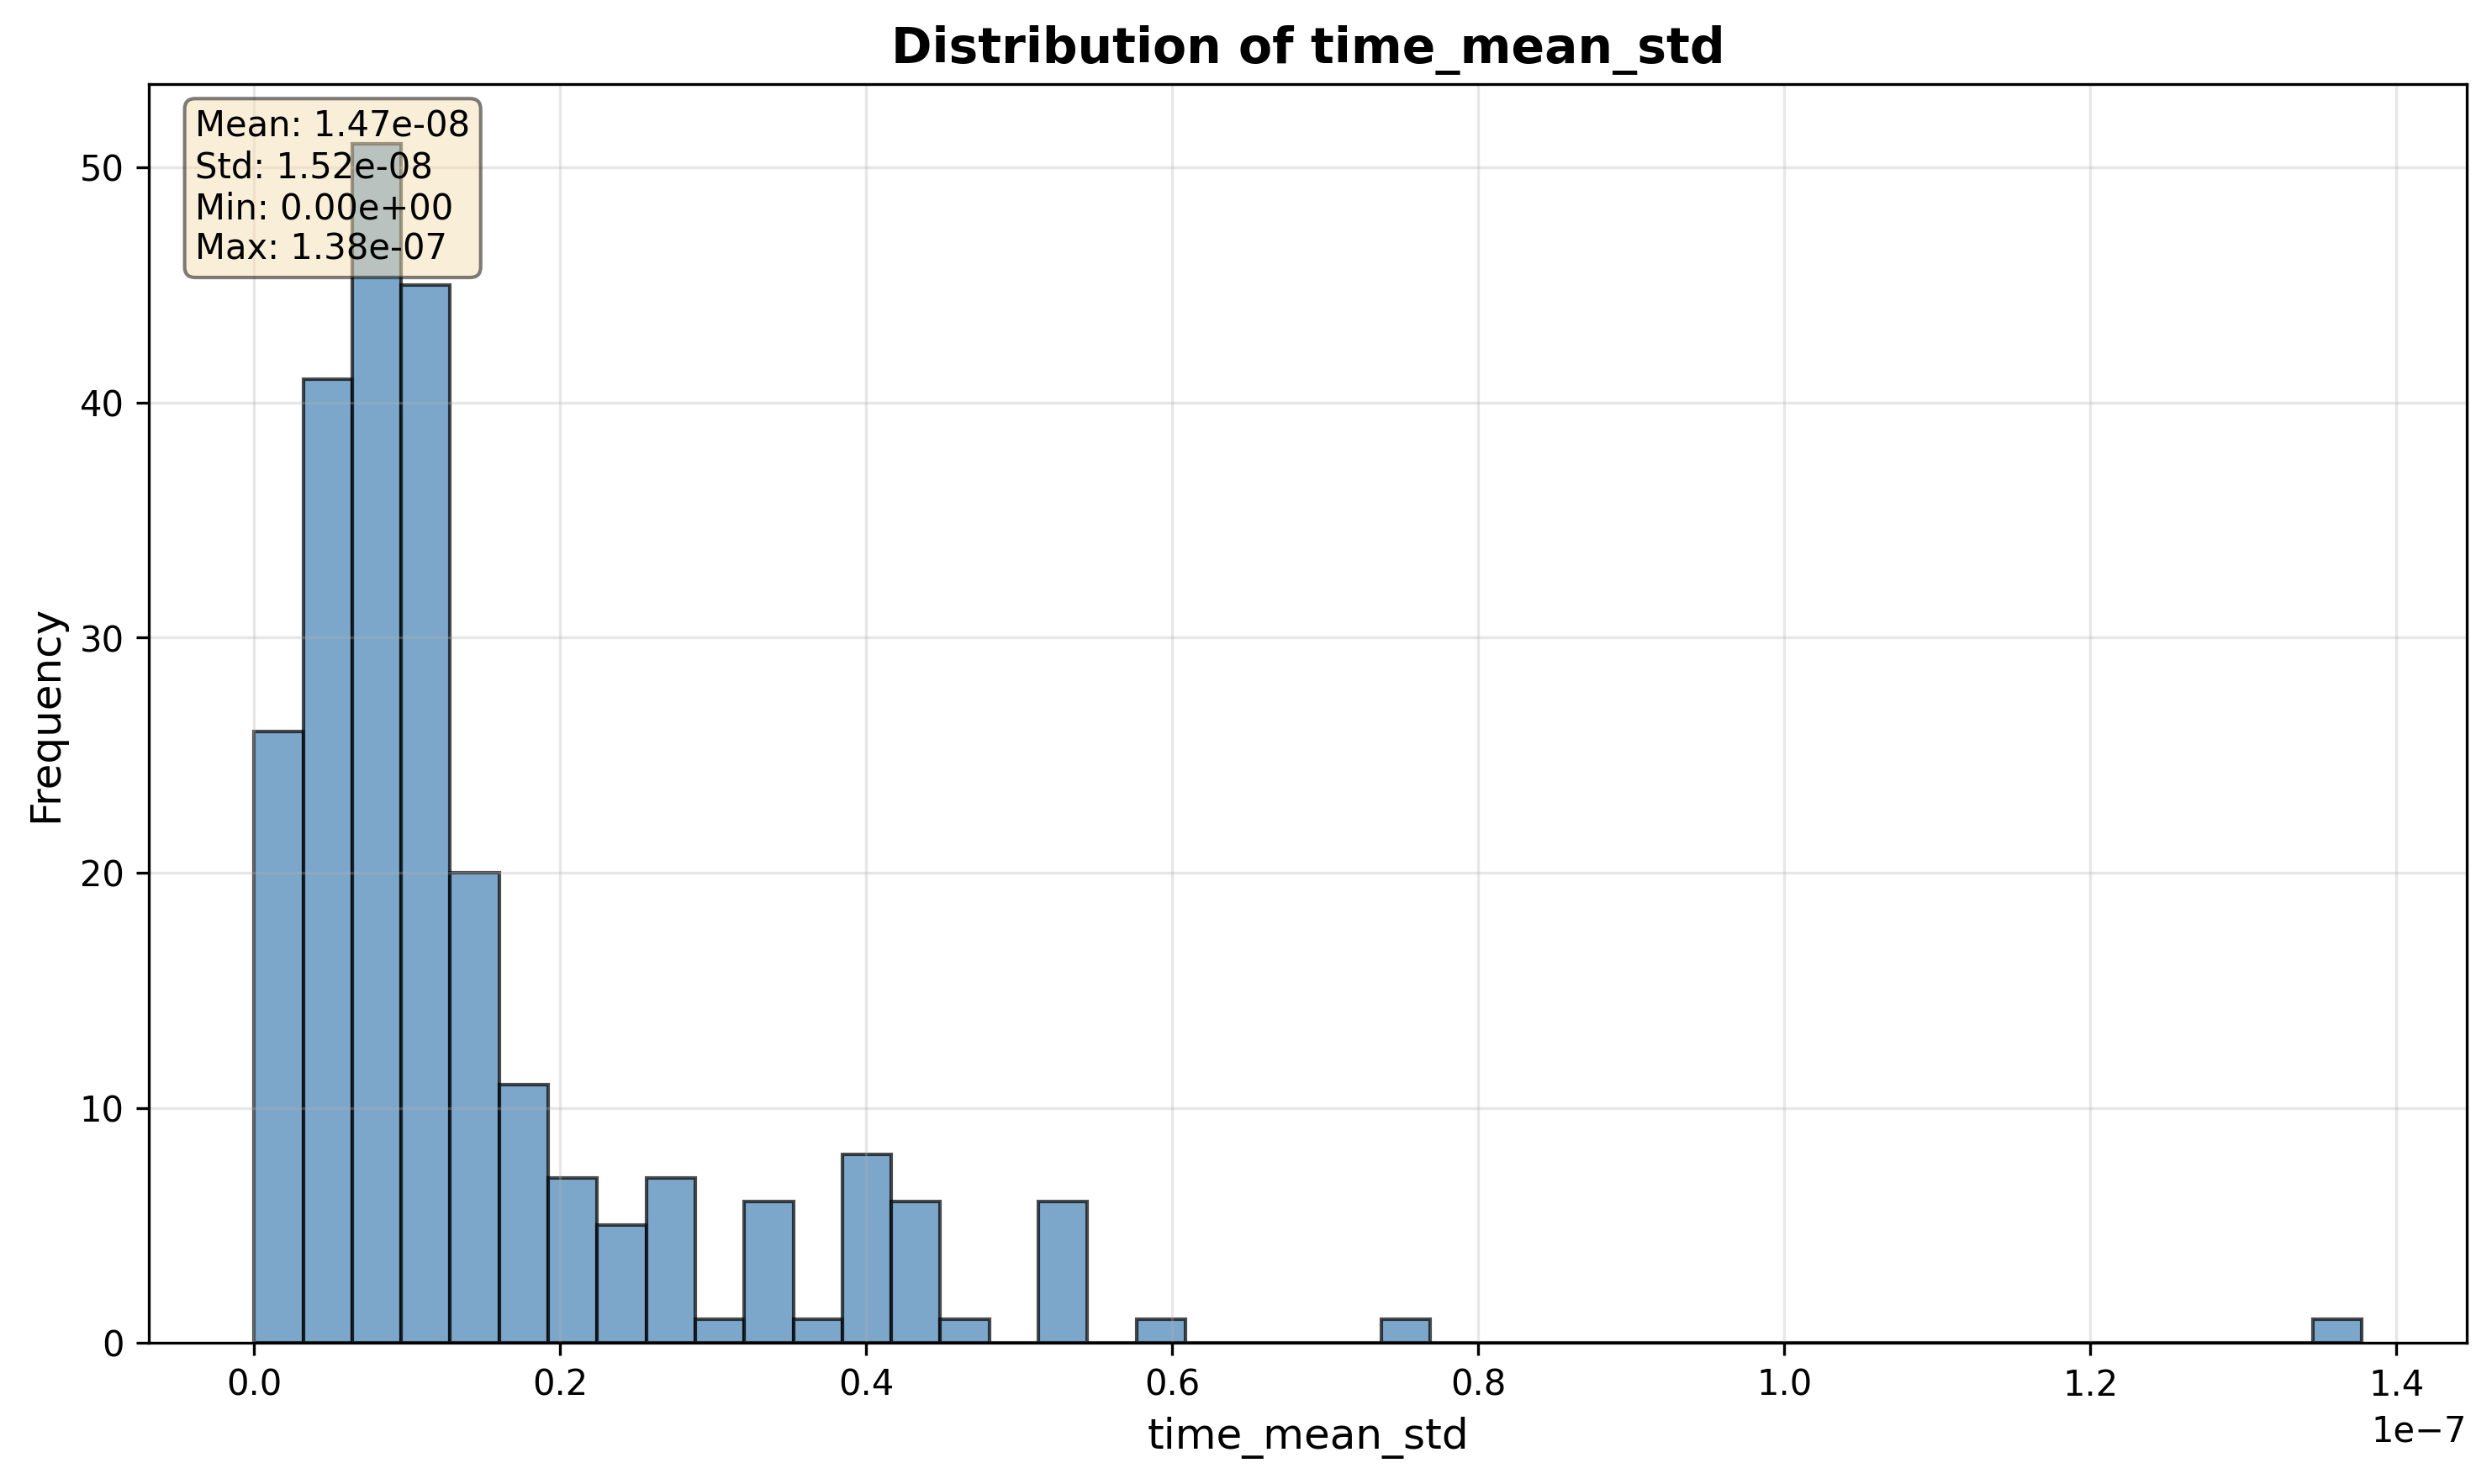 Distribution of time_mean_std
Mean: 1.47e-08
Std: 1.52e-08
Min: 0.00e+00
Max: 1.38e-07
50
40
30
20
10
0
Frequency
0.0 0.2 0.4 0.6 0.8 1.0 1.2 1.4
1e−7
time_mean_std